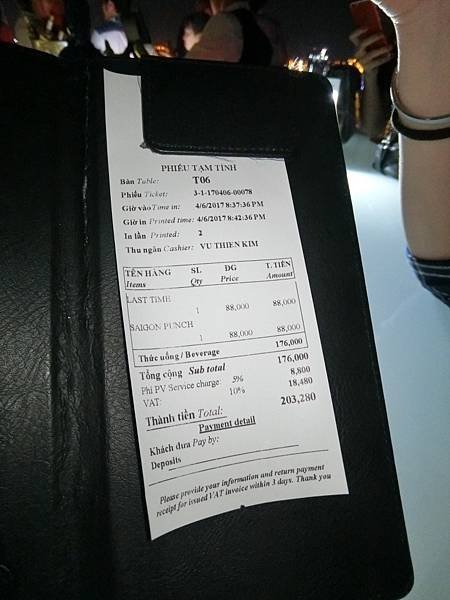 PHIẾU TẠM TÍNH
Bàn Table: T06
Phiếu Ticket: 3-1-170406-00078
Giờ vào Time in: 4/6/2017 8:37:36 PM
Giờ in Printed time: 4/6/2017 8:42:36 PM
In lần Printed: 2
Thu ngân Cashier: VU THIEN KIM
TÊN HÀNG SL ĐG T. TIỀN
Items Qty Price Amount
LAST TIME
1 88,000 88,000
SAIGON PUNCH
1 88,000 88,000
Thức uống / Beverage 176,000
Tổng cộng Sub total 176,000
Phí PV Service charge: 5% 8,800
VAT: 10% 18,480
Thành tiền Total: 203,280
Payment detail
Khách đưa Pay by:
Deposits
Please provide your information and return payment
receipt for issued VAT invoice within 3 days. Thank you